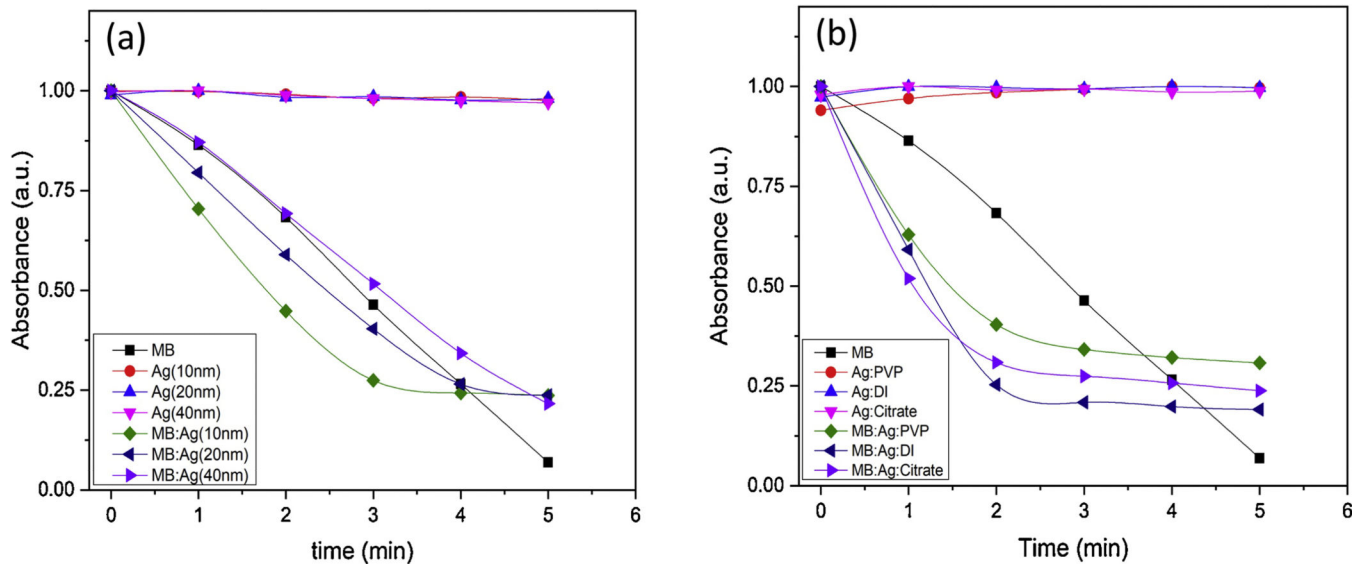 (a)
Absorbance (a.u.)
1.00
0.75
0.50
0.25
0.00
MB
Ag(10nm)
Ag(20nm)
Ag(40nm)
MB:Ag(10nm)
MB:Ag(20nm)
MB:Ag(40nm)
0 1 2 3 4 5 6
time (min)
(b)
Absorbance (a.u.)
1.00
0.75
0.50
0.25
0.00
MB
Ag:PVP
Ag:DI
Ag:Citrate
MB:Ag:PVP
MB:Ag:DI
MB:Ag:Citrate
0 1 2 3 4 5 6
Time (min)